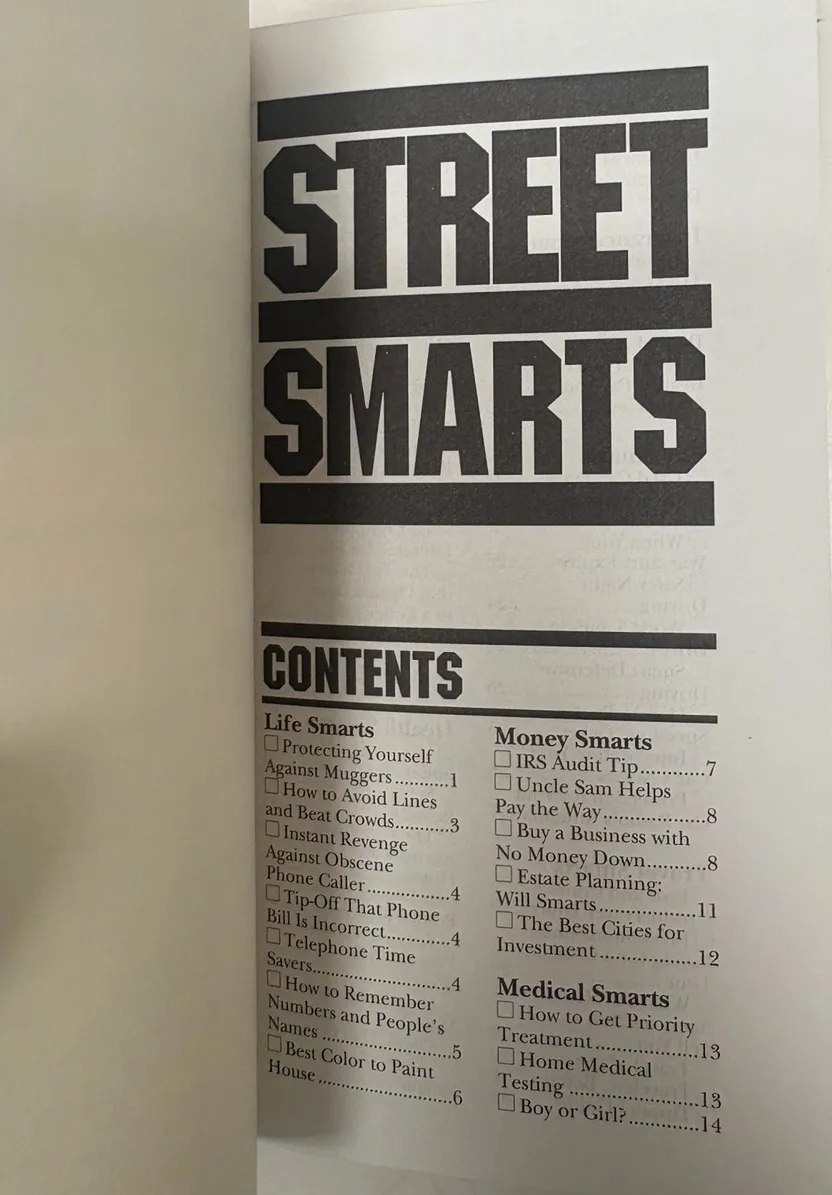 STREET
SMARTS
CONTENTS
Life Smarts
☐ Protecting Yourself
Against Muggers...........1
☐ How to Avoid Lines
and Beat Crowds..........3
☐ Instant Revenge
Against Obscene
Phone Caller................4
☐ Tip-Off That Phone
Bill Is Incorrect............4
☐ Telephone Time
Savers.........................4
☐ How to Remember
Numbers and People's
Names ........................5
☐ Best Color to Paint
House.........................6
Money Smarts
☐ IRS Audit Tip............7
☐ Uncle Sam Helps
Pay the Way..................8
☐ Buy a Business with
No Money Down..........8
☐ Estate Planning:
Will Smarts.................11
☐ The Best Cities for
Investment .................12
Medical Smarts
☐ How to Get Priority
Treatment..................13
☐ Home Medical
Testing ......................13
☐ Boy or Girl?.............14